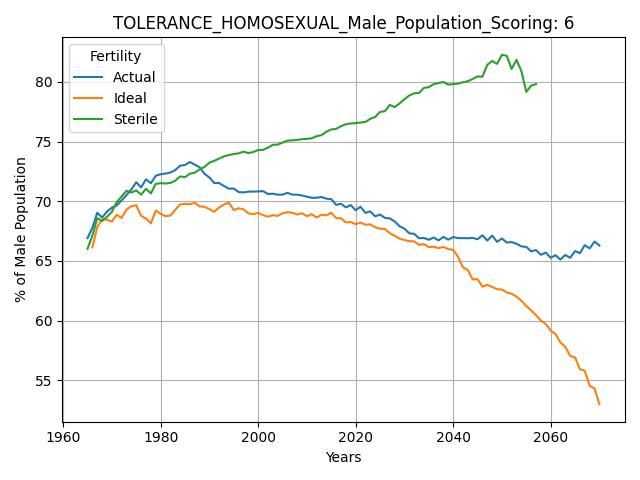 TOLERANCE_HOMOSEXUAL_Male_Population_Scoring: 6
Fertility
Actual
Ideal
Sterile
% of Male Population
80
75
70
65
60
55
1960 1980 2000 2020 2040 2060
Years